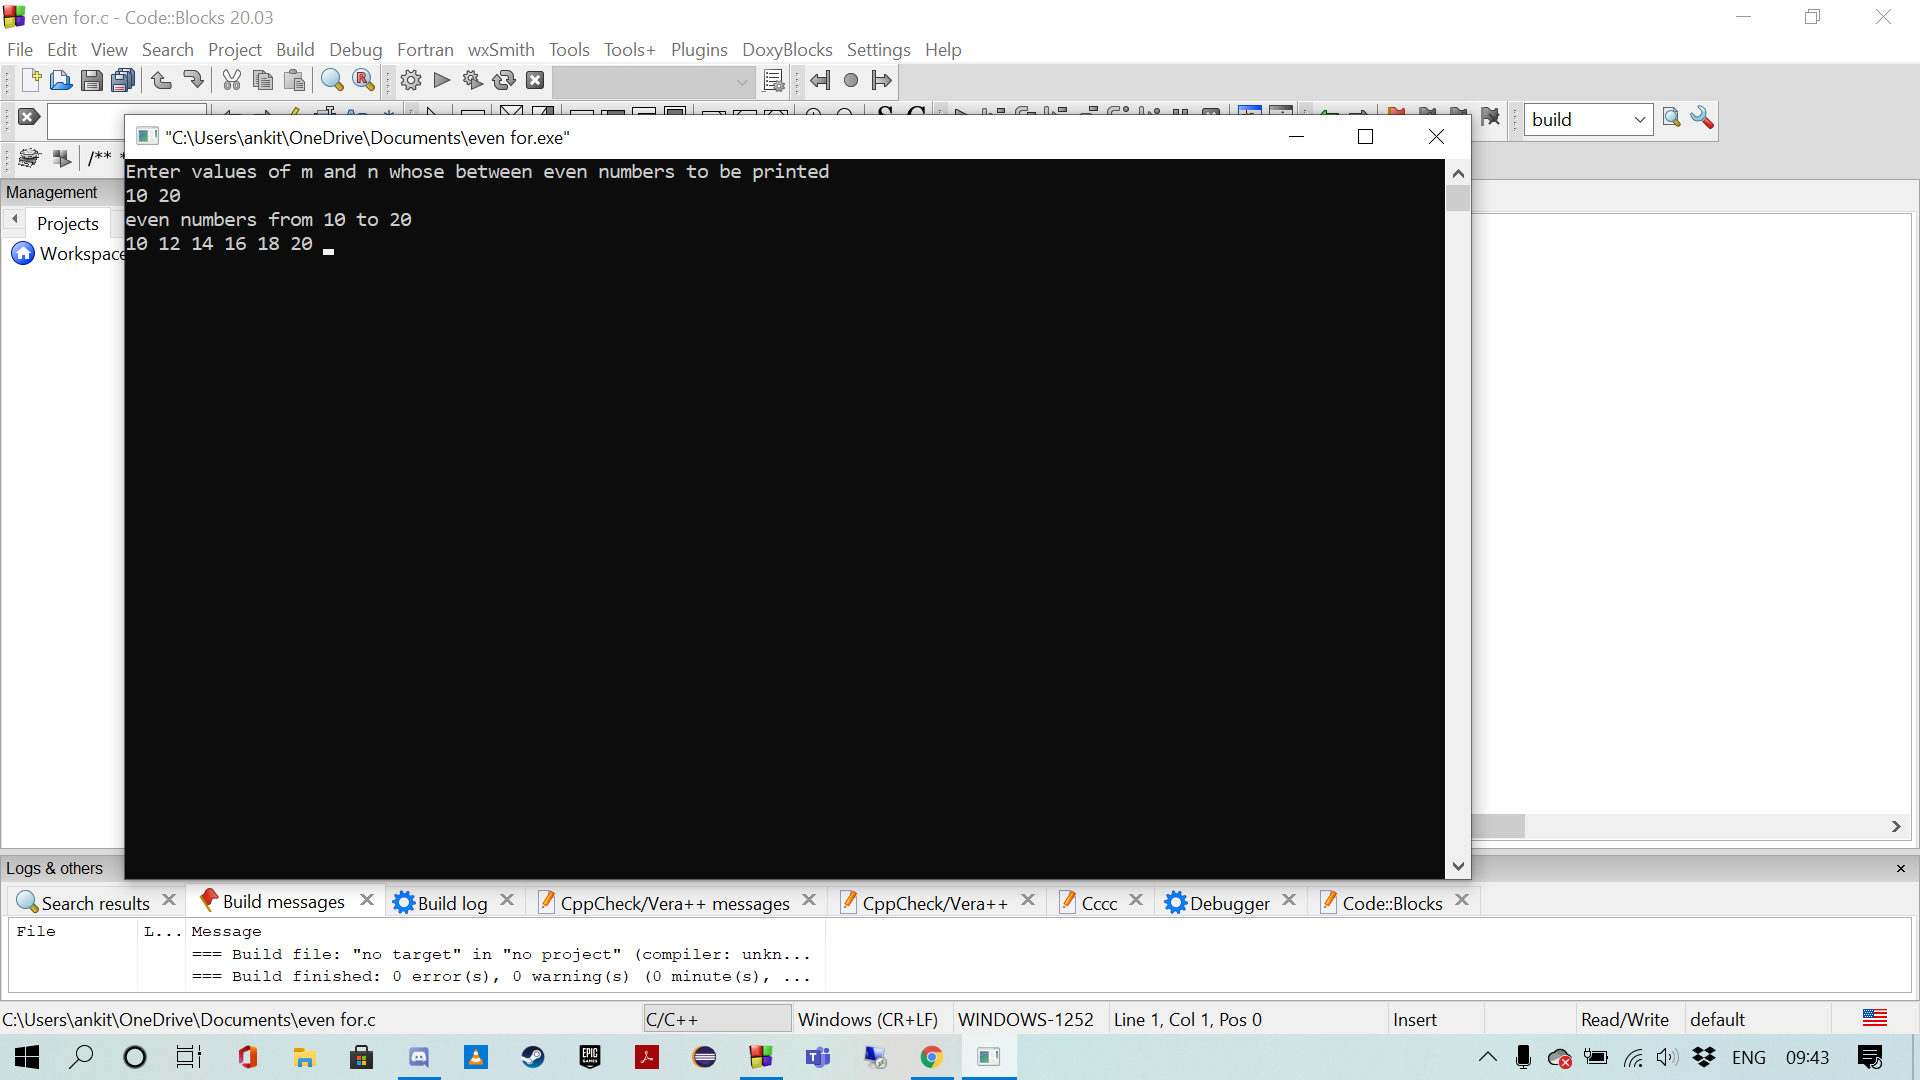 even for.c - Code::Blocks 20.03
File Edit View Search Project Build Debug Fortran wxSmith Tools Tools+ Plugins DoxyBlocks Settings Help
build
/**
"C:\Users\ankit\OneDrive\Documents\even for.exe"
Enter values of m and n whose between even numbers to be printed
10 20
even numbers from 10 to 20
10 12 14 16 18 20
Management
Projects
Workspace
Logs & others
Search results Build messages Build log CppCheck/Vera++ messages CppCheck/Vera++ Cccc Debugger Code::Blocks
File L... Message
=== Build file: "no target" in "no project" (compiler: unkn...
=== Build finished: 0 error(s), 0 warning(s) (0 minute(s), ...
C:\Users\ankit\OneDrive\Documents\even for.c C/C++ Windows (CR+LF) WINDOWS-1252 Line 1, Col 1, Pos 0 Insert Read/Write default
EPIC GAMES
ENG 09:43